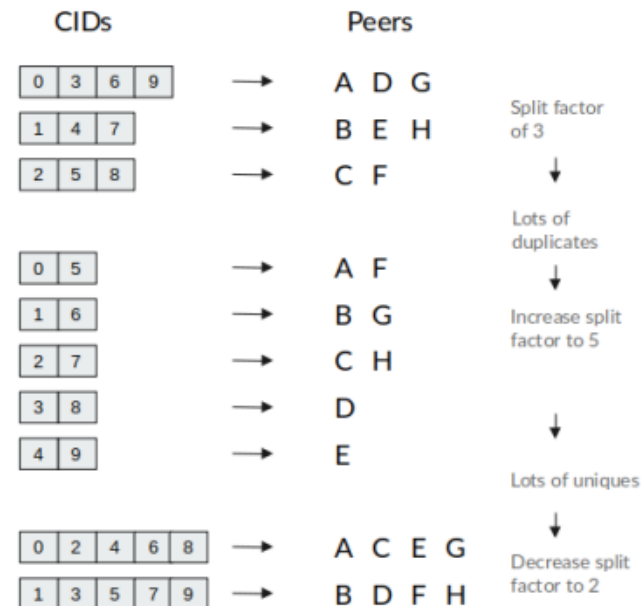 CIDs Peers
0 3 6 9 A D G
1 4 7 B E H
2 5 8 C F
Split factor
of 3
Lots of
duplicates
0 5 A F
1 6 B G
2 7 C H
3 8 D
4 9 E
Increase split
factor to 5
Lots of uniques
0 2 4 6 8 A C E G
1 3 5 7 9 B D F H
Decrease split
factor to 2